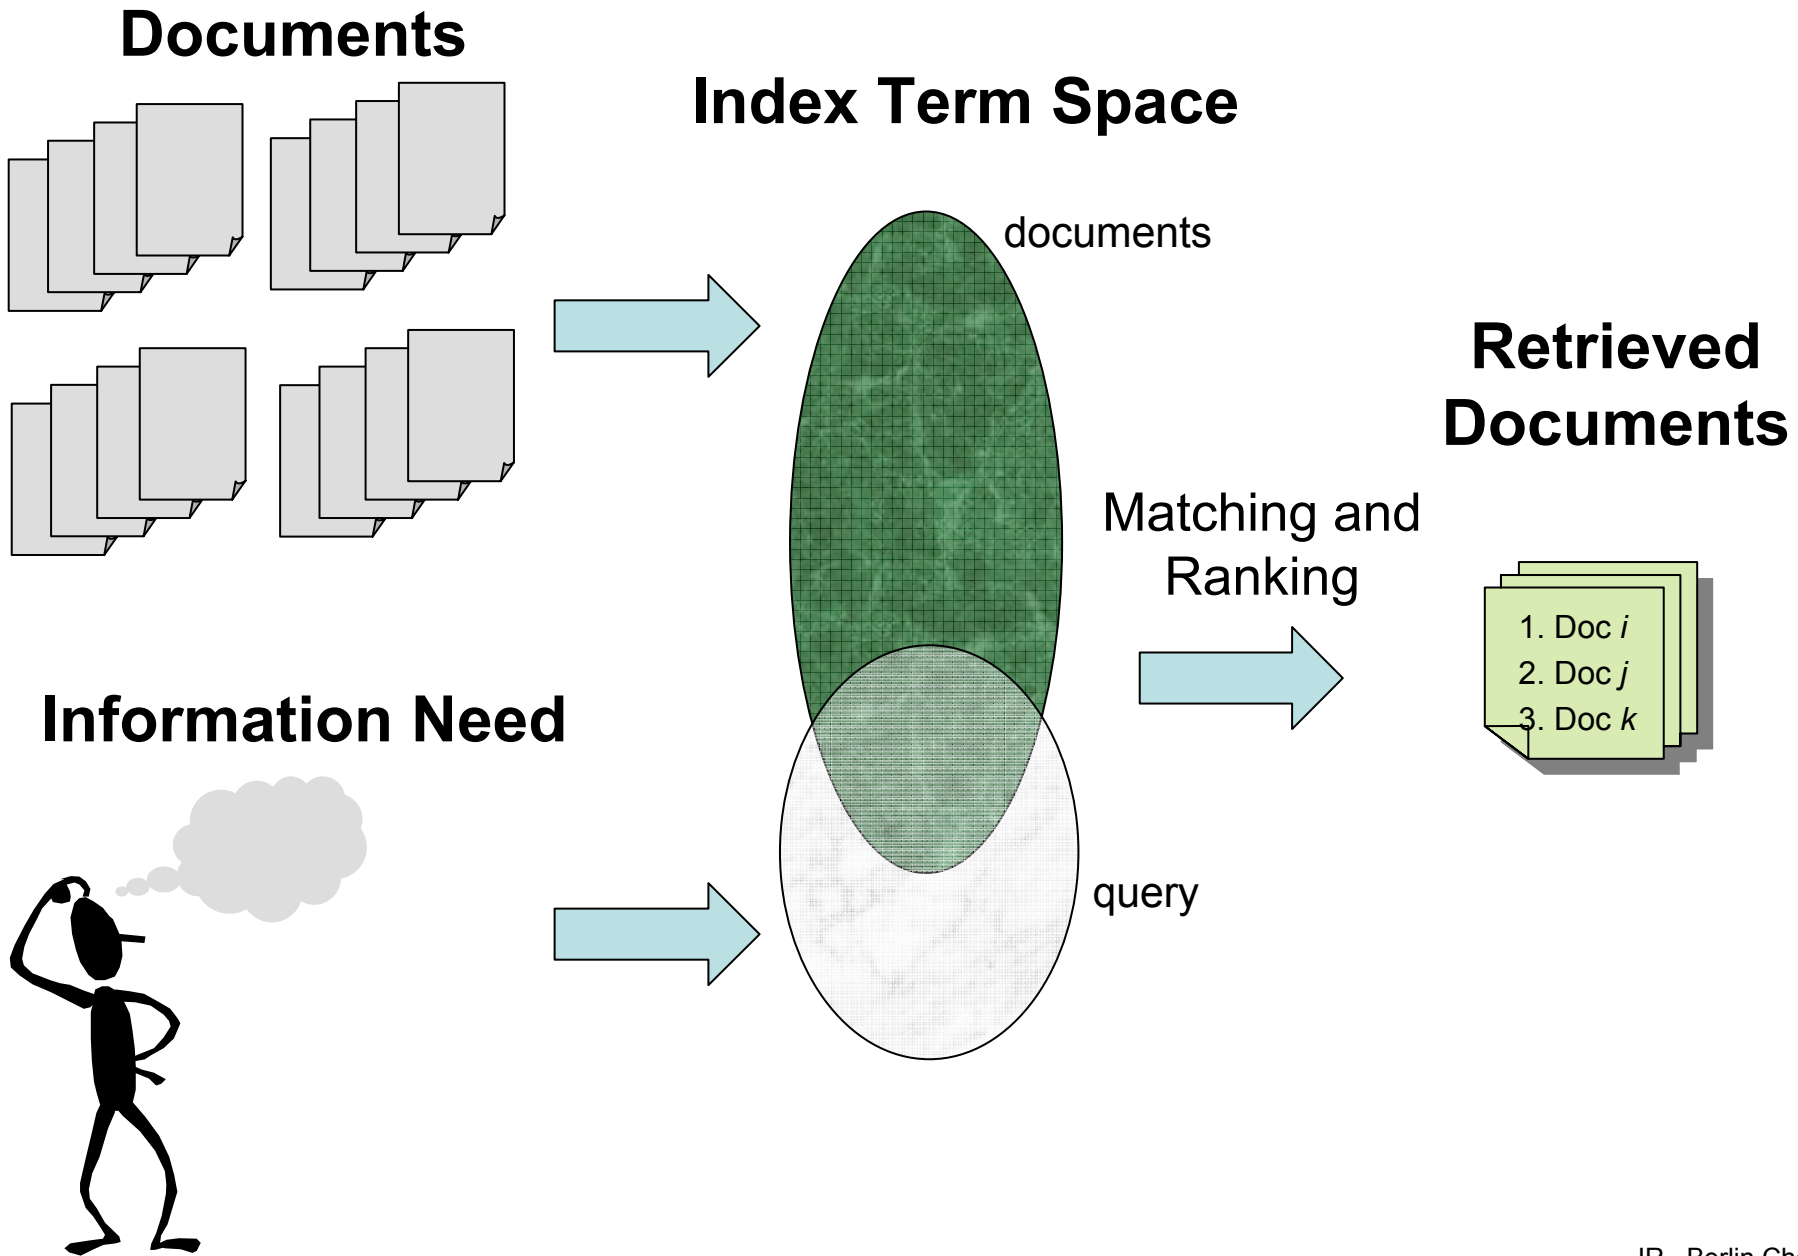 Documents
Index Term Space
documents
Retrieved
Documents
Matching and
Ranking
1. Doc i
2. Doc j
3. Doc k
Information Need
query
Berlin